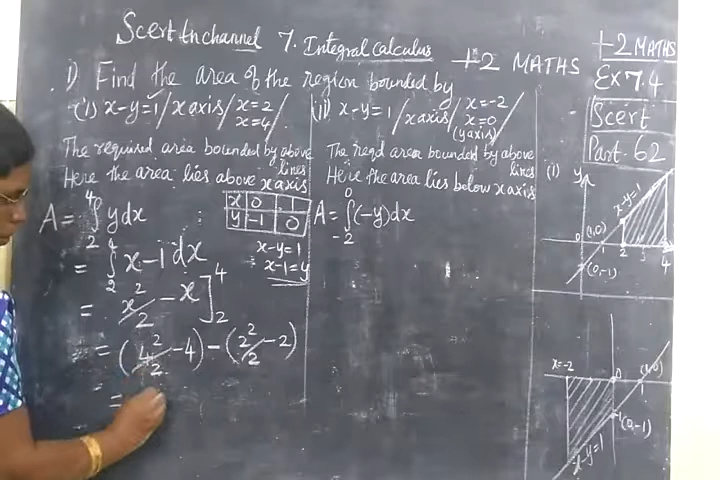 Scert tn channel 7. Integral calculus +2 MATHS
1) Find the area of the region bounded by
(i) x-y=1 / x axis / x=2 / x=4 /
The required area bounded by above lines
Here the area lies above x axis
A = ∫₂⁴ y dx :
x 0 1
y -1 0
x-y=1
x-1=y
= ∫₂⁴ x-1 dx
= x²/2 - x]₂⁴
= (4²/2 - 4) - (2²/2 - 2)
=
(ii) x-y=1 / x axis / x=-2 / x=0 (y axis) /
The reqd area bounded by above lines
Here the area lies below x axis
A = ∫₋₂⁰ (-y) dx
+2 MATHS
Ex 7.4
Scert
Part. 62
(i) y
x-y=1
0 (1,0) 1 2 3 4
(0,-1)
x=-2 0 (1,0)
1
-1 (0,-1)
x-y=1